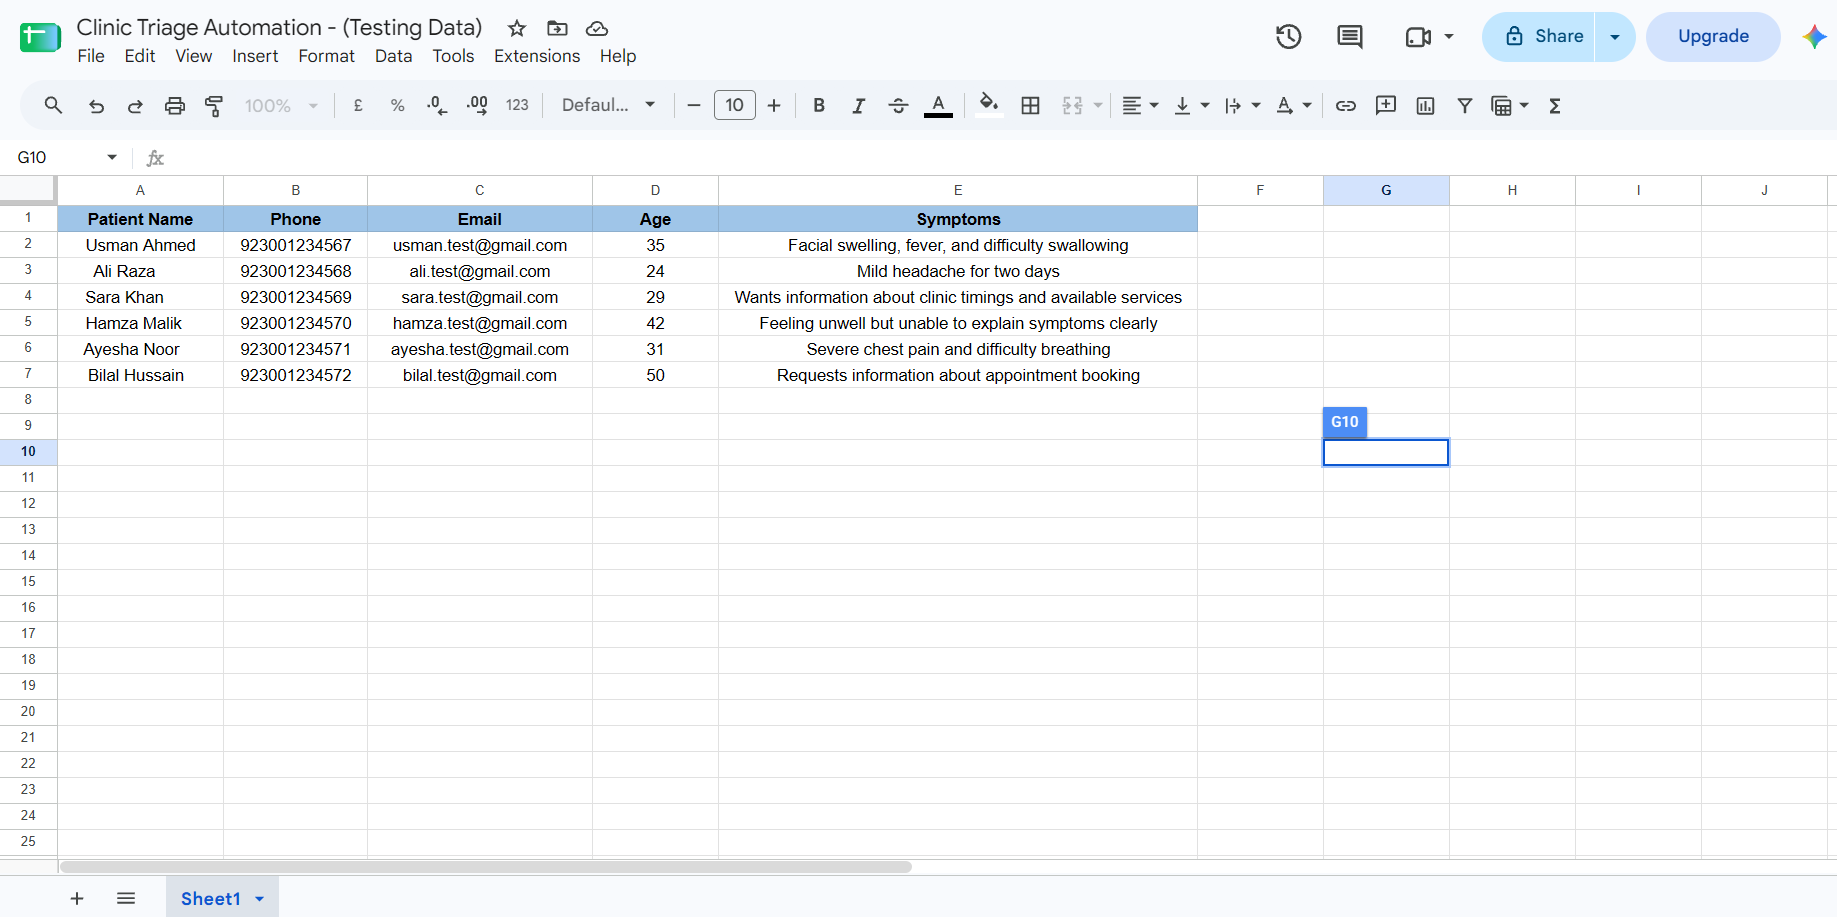 Clinic Triage Automation - (Testing Data)
File Edit View Insert Format Data Tools Extensions Help
Share
Upgrade
100% £ % .0 .00 123 Defaul... − 10 + B I S A A Σ
G10 fx
A B C D E F G H I J
1 Patient Name Phone Email Age Symptoms
2 Usman Ahmed 923001234567 usman.test@gmail.com 35 Facial swelling, fever, and difficulty swallowing
3 Ali Raza 923001234568 ali.test@gmail.com 24 Mild headache for two days
4 Sara Khan 923001234569 sara.test@gmail.com 29 Wants information about clinic timings and available services
5 Hamza Malik 923001234570 hamza.test@gmail.com 42 Feeling unwell but unable to explain symptoms clearly
6 Ayesha Noor 923001234571 ayesha.test@gmail.com 31 Severe chest pain and difficulty breathing
7 Bilal Hussain 923001234572 bilal.test@gmail.com 50 Requests information about appointment booking
8
9 G10
10
11
12
13
14
15
16
17
18
19
20
21
22
23
24
25
+ Sheet1